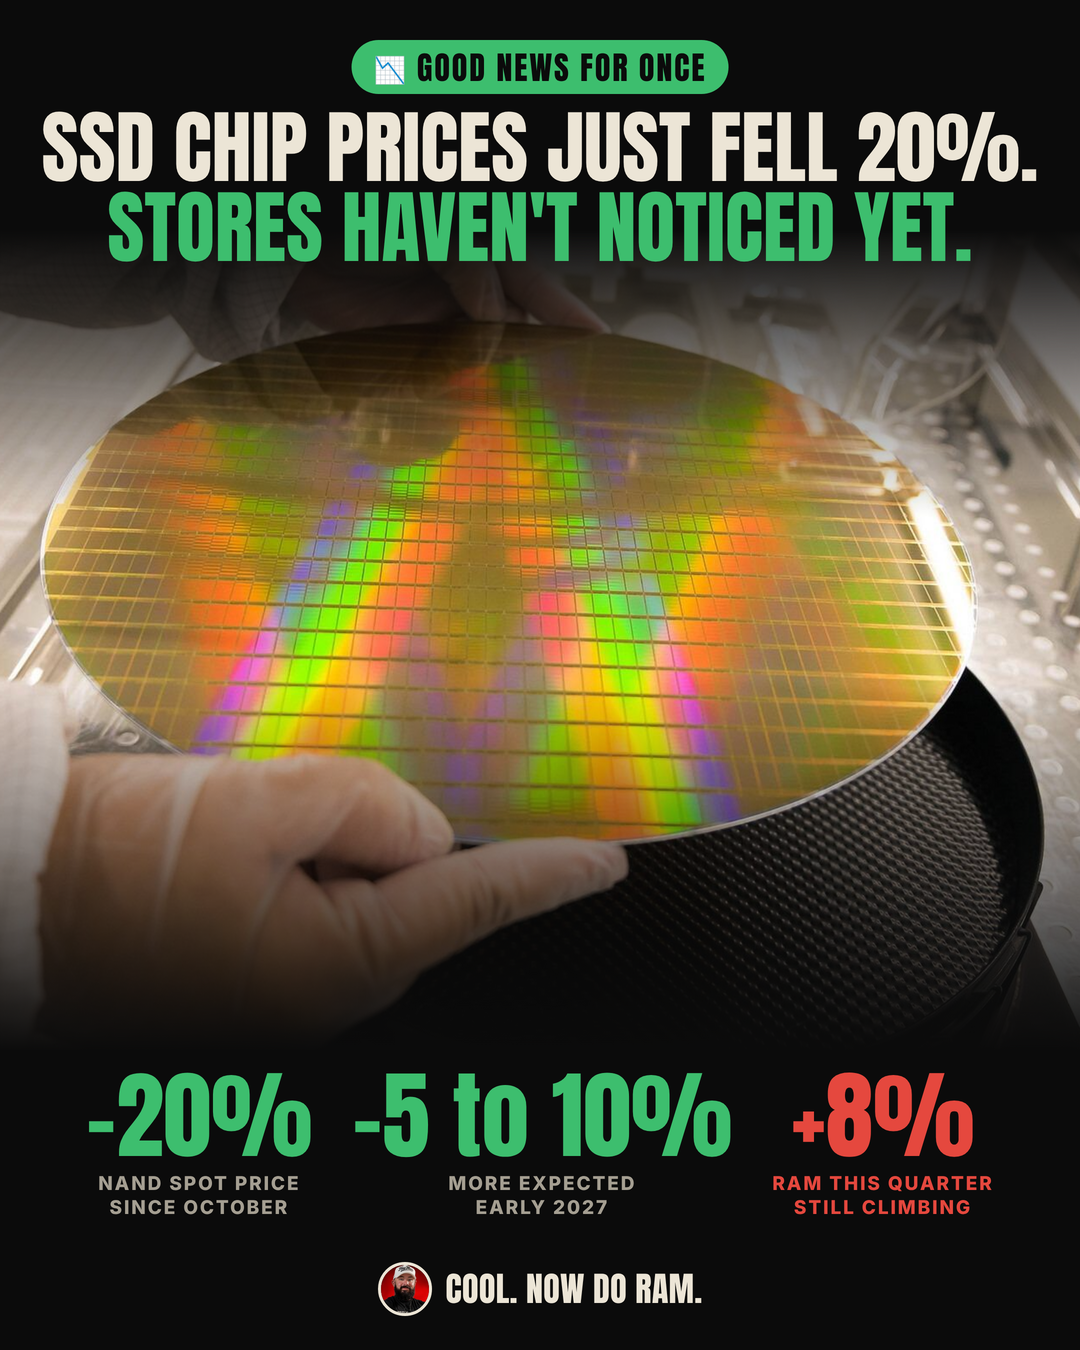 📉 GOOD NEWS FOR ONCE
SSD CHIP PRICES JUST FELL 20%.
STORES HAVEN'T NOTICED YET.
-20%
NAND SPOT PRICE
SINCE OCTOBER
-5 to 10%
MORE EXPECTED
EARLY 2027
+8%
RAM THIS QUARTER
STILL CLIMBING
COOL. NOW DO RAM.